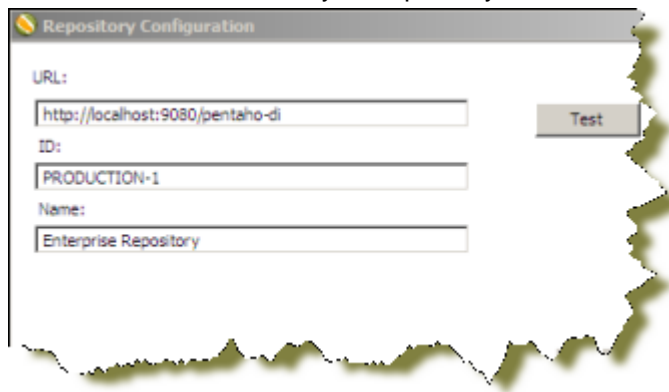 Repository Configuration
URL:
http://localhost:9080/pentaho-di
Test
ID:
PRODUCTION-1
Name:
Enterprise Repository